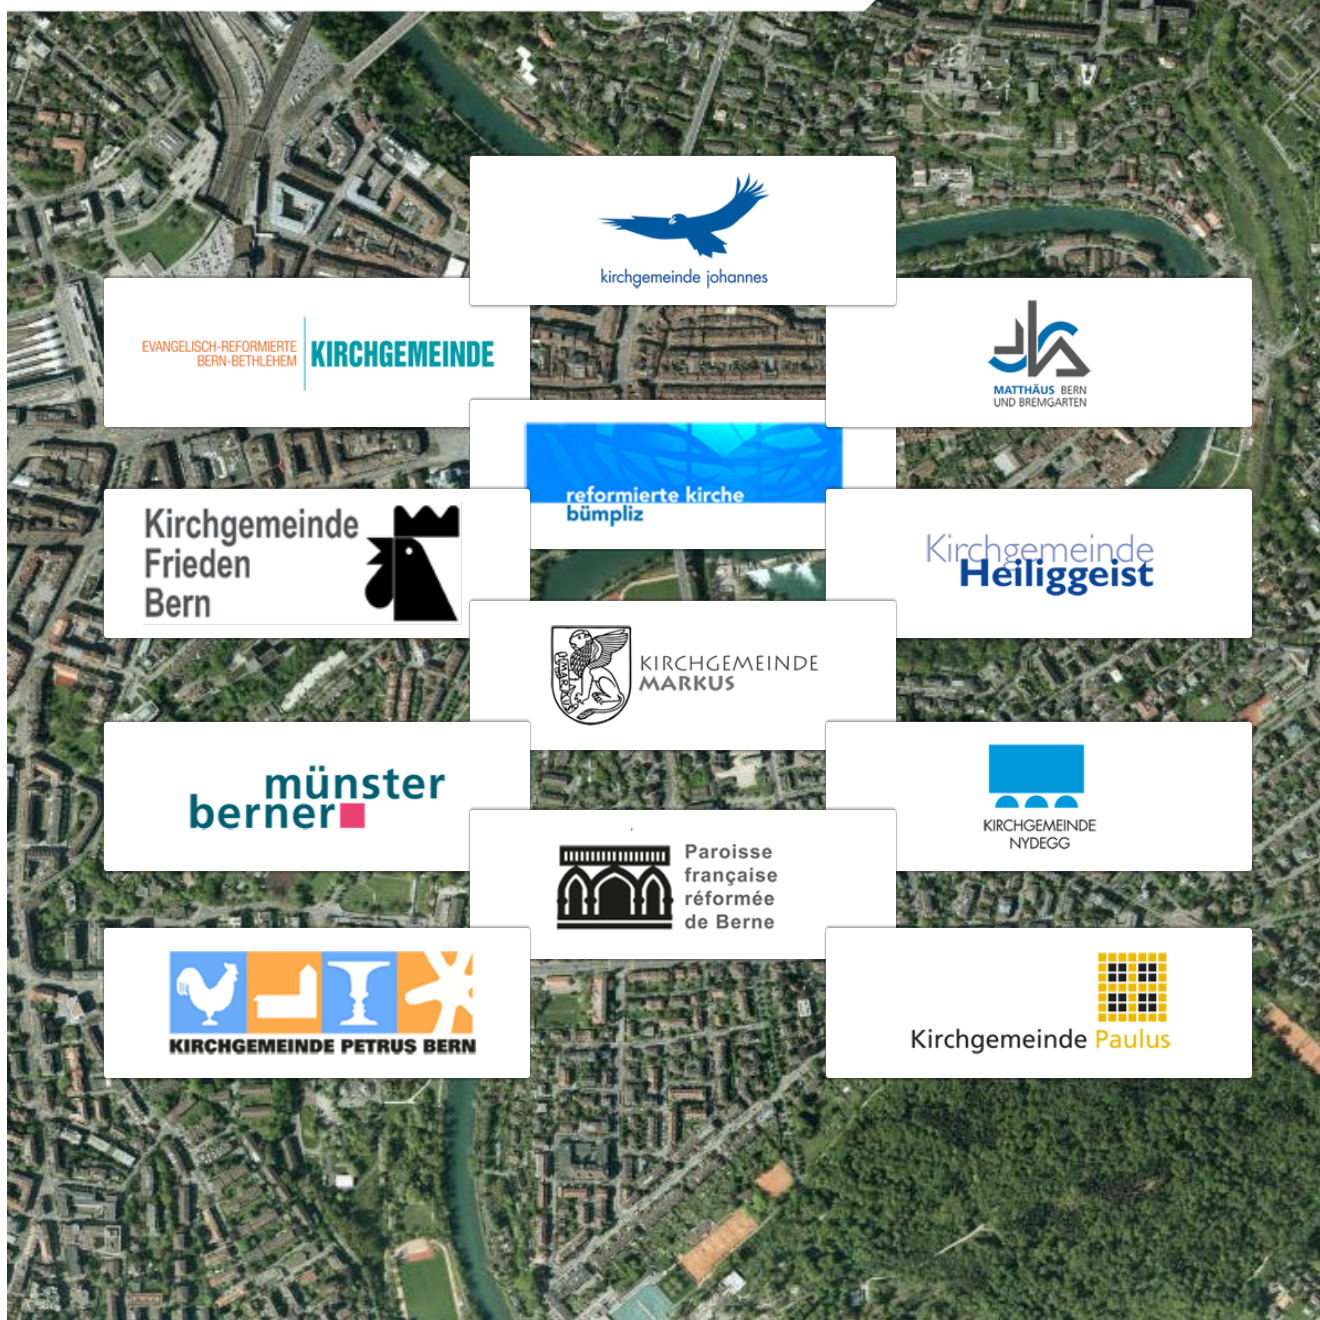 kirchgemeinde johannes
EVANGELISCH-REFORMIERTE
BERN-BETHLEHEM
KIRCHGEMEINDE
MATTHÄUS BERN
UND BREMGARTEN
reformierte kirche
bümpliz
Kirchgemeinde
Frieden
Bern
Kirchgemeinde
Heiliggeist
MARKUS
KIRCHGEMEINDE
MARKUS
münster
berner
KIRCHGEMEINDE
NYDEGG
Paroisse
française
réformée
de Berne
KIRCHGEMEINDE PETRUS BERN
Kirchgemeinde Paulus